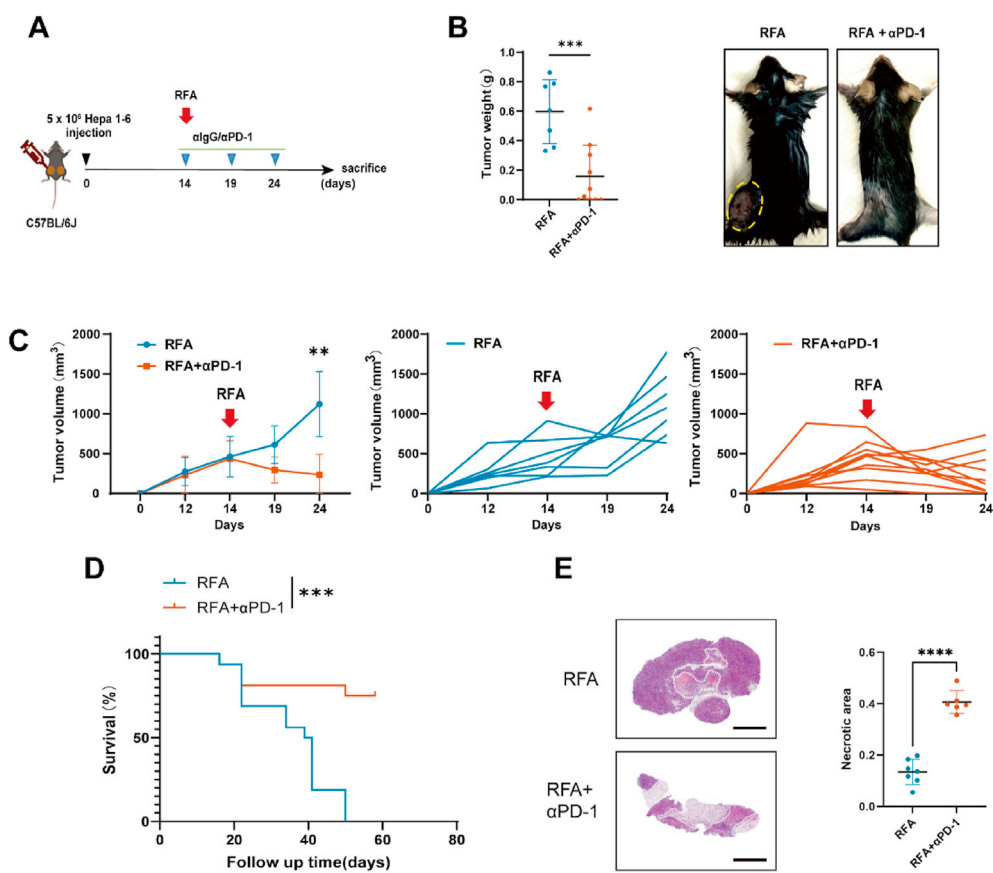 A
5 x 10⁶ Hepa 1-6
injection
RFA
αIgG/αPD-1
0
14
19
24
sacrifice
(days)
C57BL/6J
B
***
Tumor weight(g)
1.0
0.8
0.6
0.4
0.2
0.0
RFA
RFA+αPD-1
RFA
RFA + αPD-1
C
Tumor volume(mm³)
2000
1500
1000
500
0
RFA
RFA+αPD-1
RFA
**
0
12
14
19
24
Days
Tumor volume(mm³)
2000
1500
1000
500
0
RFA
RFA
0
12
14
19
24
Days
Tumor volume(mm³)
2000
1500
1000
500
0
RFA+αPD-1
RFA
0
12
14
19
24
Days
D
RFA
RFA+αPD-1
***
Survival(%)
100
50
0
0
20
40
60
80
Follow up time(days)
E
RFA
RFA+
αPD-1
Necrotic area
0.6
0.4
0.2
0.0
****
RFA
RFA+αPD-1